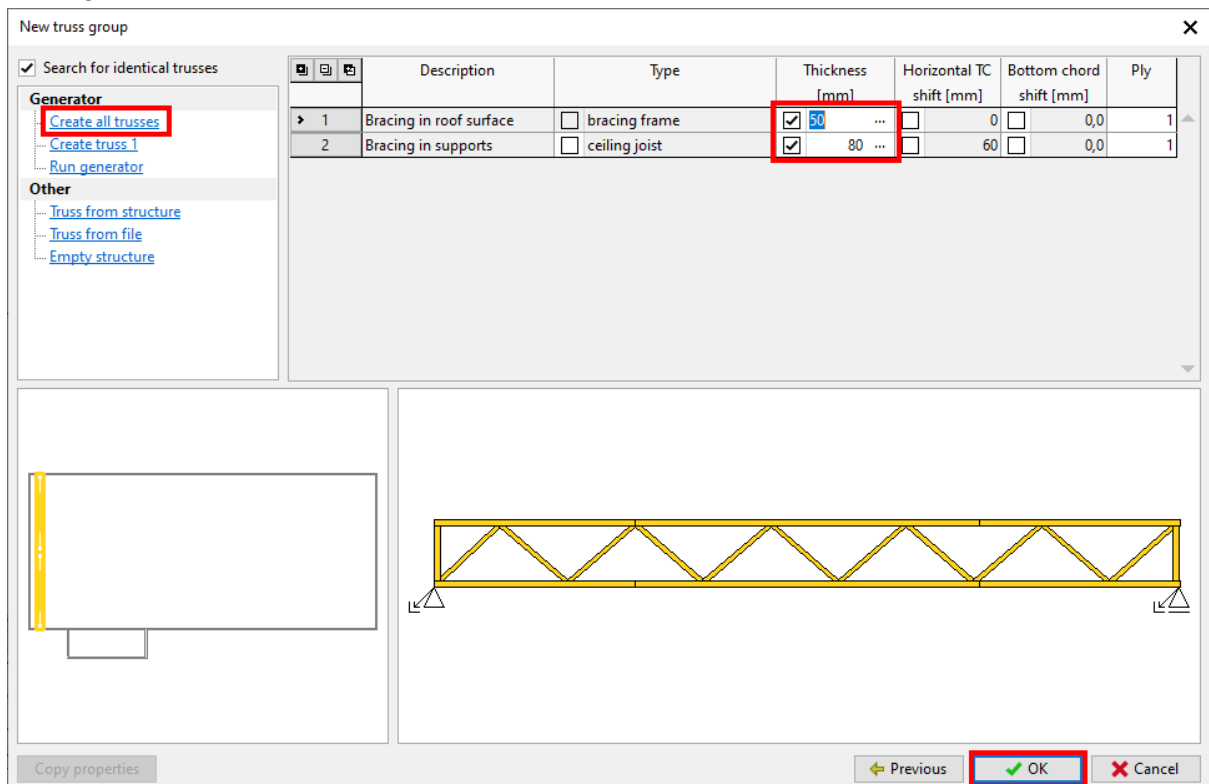 New truss group
Search for identical trusses
Generator
Create all trusses
Create truss 1
Run generator
Other
Truss from structure
Truss from file
Empty structure
Description Type Thickness [mm] Horizontal TC shift [mm] Bottom chord shift [mm] Ply
1 Bracing in roof surface bracing frame 50 ... 0 0,0 1
2 Bracing in supports ceiling joist 80 ... 60 0,0 1
Copy properties Previous OK Cancel